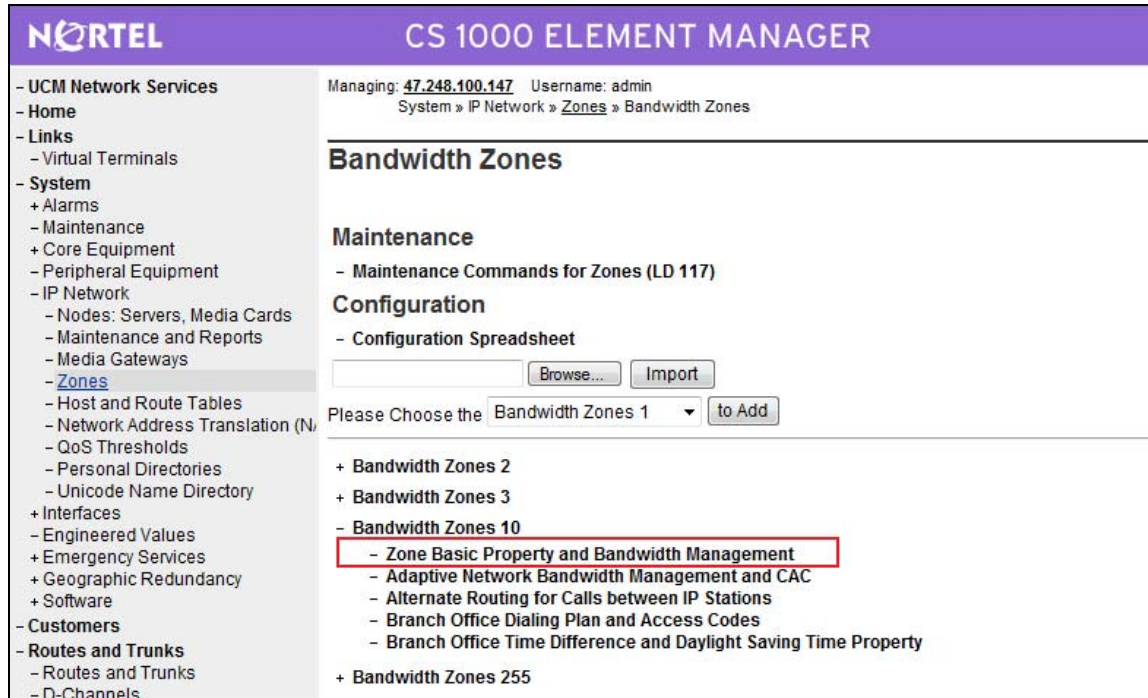 NORTEL
CS 1000 ELEMENT MANAGER
- UCM Network Services
- Home
- Links
- Virtual Terminals
- System
+ Alarms
- Maintenance
+ Core Equipment
- Peripheral Equipment
- IP Network
- Nodes: Servers, Media Cards
- Maintenance and Reports
- Media Gateways
- Zones
- Host and Route Tables
- Network Address Translation (N
- QoS Thresholds
- Personal Directories
- Unicode Name Directory
+ Interfaces
- Engineered Values
+ Emergency Services
+ Geographic Redundancy
+ Software
- Customers
- Routes and Trunks
- Routes and Trunks
- D-Channels
Managing: 47.248.100.147 Username: admin
System » IP Network » Zones » Bandwidth Zones
Bandwidth Zones
Maintenance
- Maintenance Commands for Zones (LD 117)
Configuration
- Configuration Spreadsheet
Browse... Import
Please Choose the Bandwidth Zones 1 to Add
+ Bandwidth Zones 2
+ Bandwidth Zones 3
- Bandwidth Zones 10
- Zone Basic Property and Bandwidth Management
- Adaptive Network Bandwidth Management and CAC
- Alternate Routing for Calls between IP Stations
- Branch Office Dialing Plan and Access Codes
- Branch Office Time Difference and Daylight Saving Time Property
+ Bandwidth Zones 255